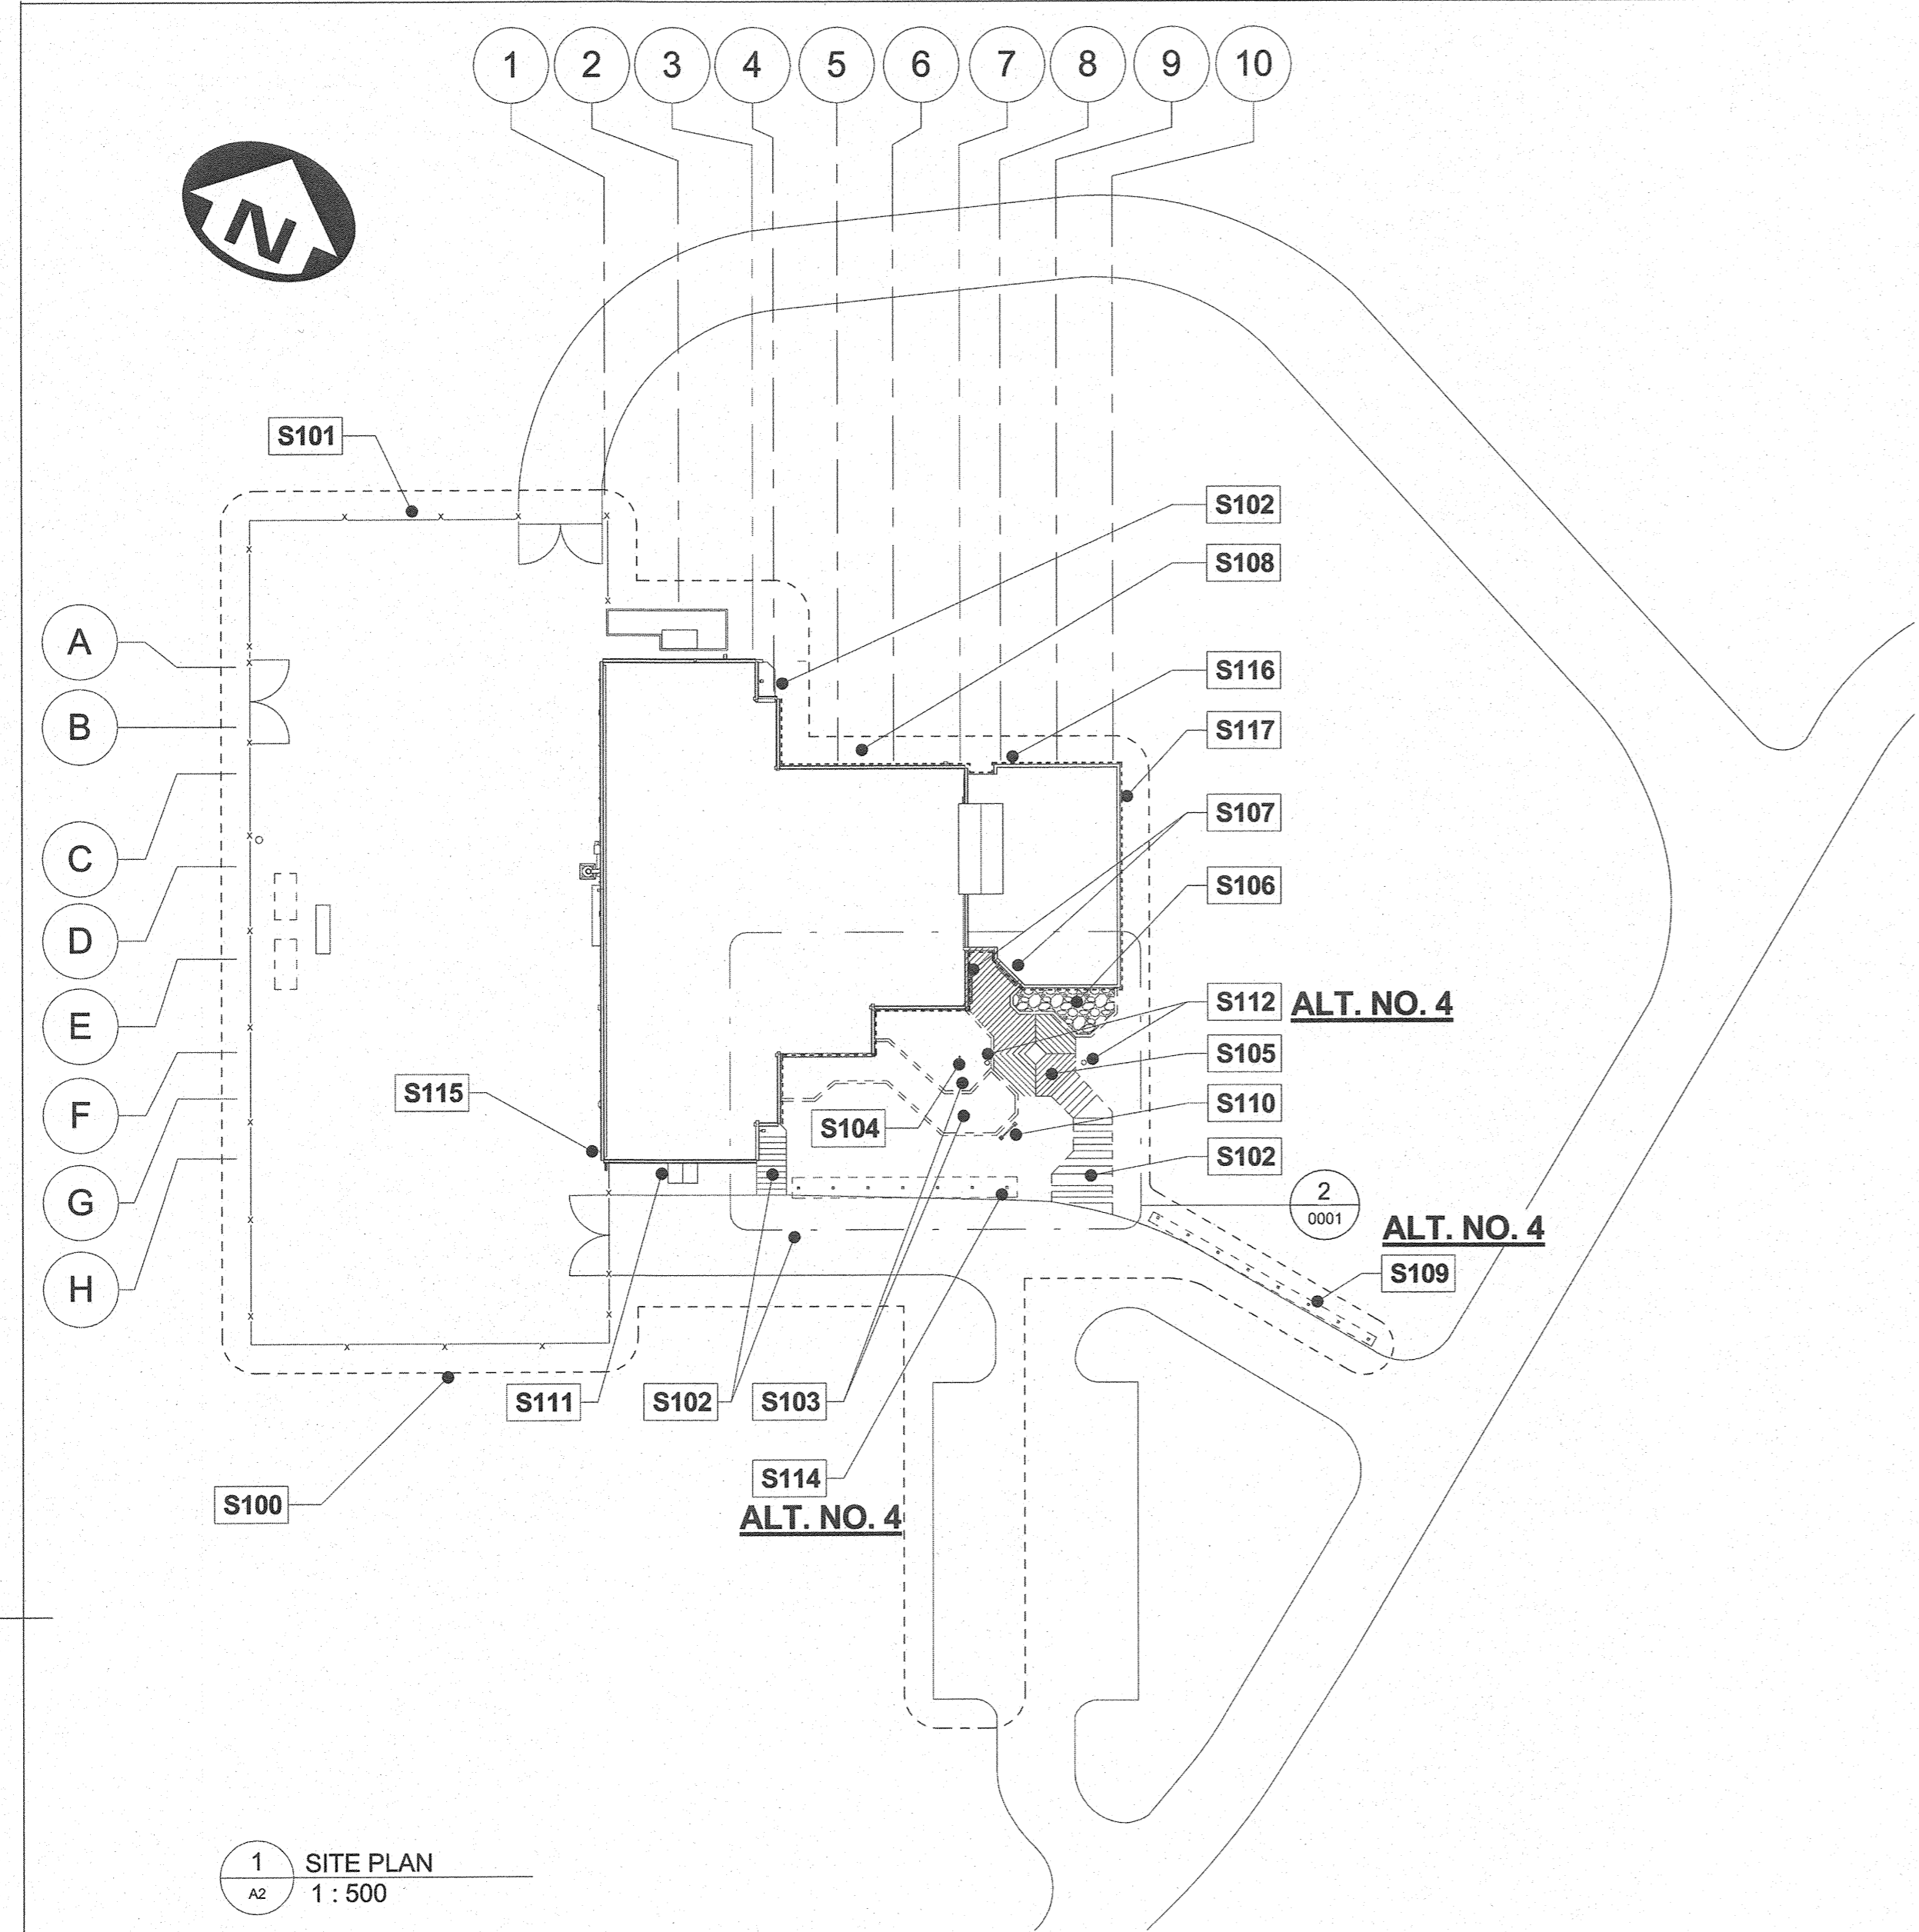 1 2 3 4 5 6 7 8 9 10
N
S101
S102
S108
A
S116
B
S117
S107
C
S106
D
S112 ALT. NO. 4
E
S105
S115
S110
F
S104
S102
G
2
0001
ALT. NO. 4
H
S109
S111 S102 S103
S114
ALT. NO. 4
S100
1
A2
SITE PLAN
1 : 500